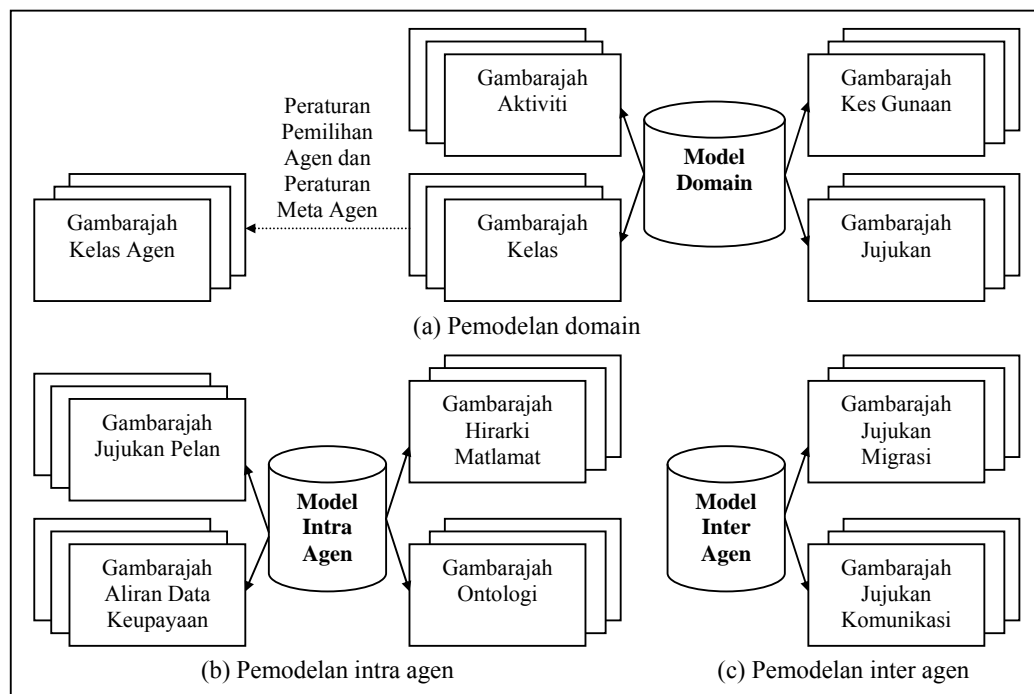 Gambarajah
Aktiviti
Gambarajah
Kes Gunaan
Peraturan
Pemilihan
Agen dan
Peraturan
Meta Agen
Model
Domain
Gambarajah
Kelas Agen
Gambarajah
Kelas
Gambarajah
Jujukan
(a) Pemodelan domain
Gambarajah
Jujukan Pelan
Gambarajah
Hirarki
Matlamat
Gambarajah
Jujukan
Migrasi
Model
Intra
Agen
Model
Inter
Agen
Gambarajah
Aliran Data
Keupayaan
Gambarajah
Ontologi
Gambarajah
Jujukan
Komunikasi
(b) Pemodelan intra agen
(c) Pemodelan inter agen